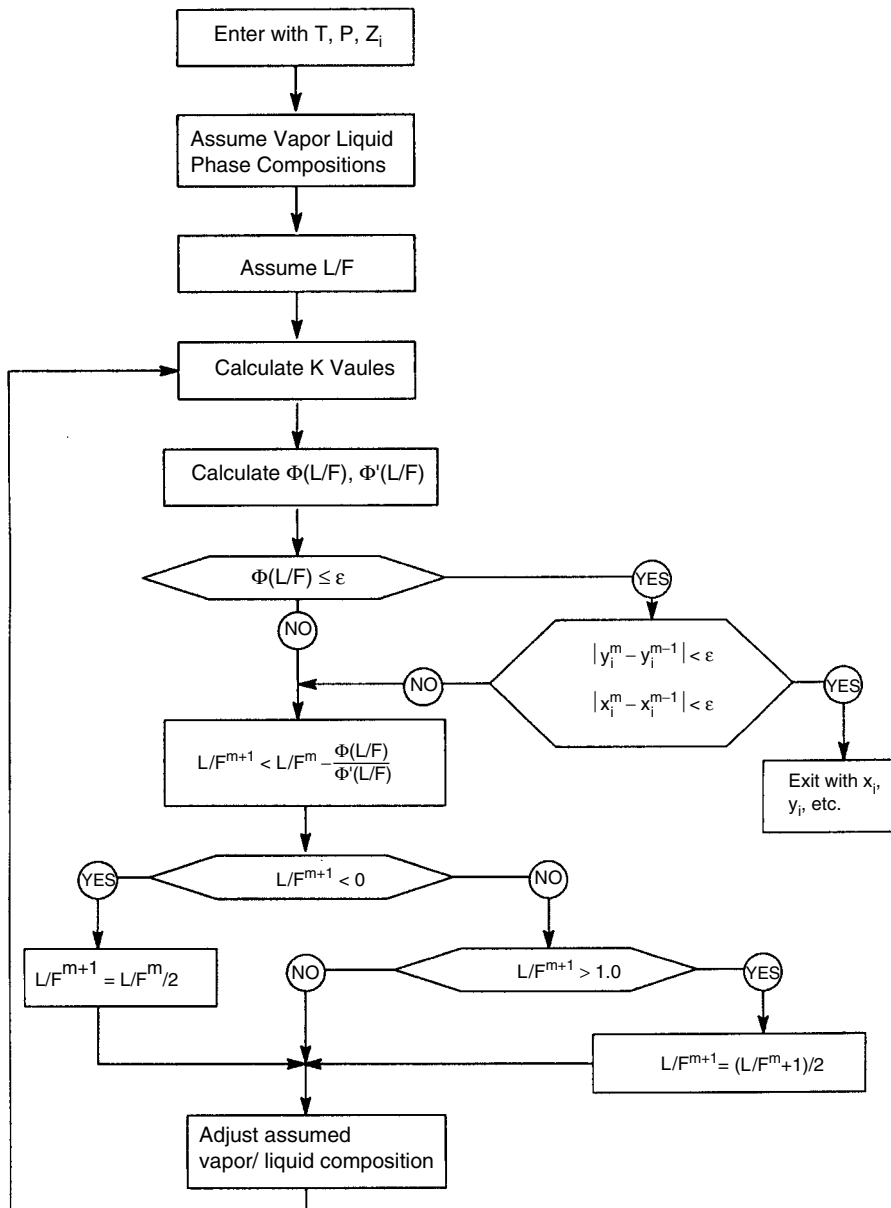 Enter with T, P, Z_i
Assume Vapor Liquid
Phase Compositions
Assume L/F
Calculate K Vaules
Calculate Φ(L/F), Φ'(L/F)
Φ(L/F) ≤ ε
YES
NO
|y_i^m – y_i^{m–1}| < ε
|x_i^m – x_i^{m–1}| < ε
NO
YES
L/F^{m+1} < L/F^m – Φ(L/F)/Φ'(L/F)
Exit with x_i,
y_i, etc.
YES
L/F^{m+1} < 0
NO
L/F^{m+1} = L/F^m/2
NO
L/F^{m+1} > 1.0
YES
L/F^{m+1} = (L/F^m+1)/2
Adjust assumed
vapor/ liquid composition